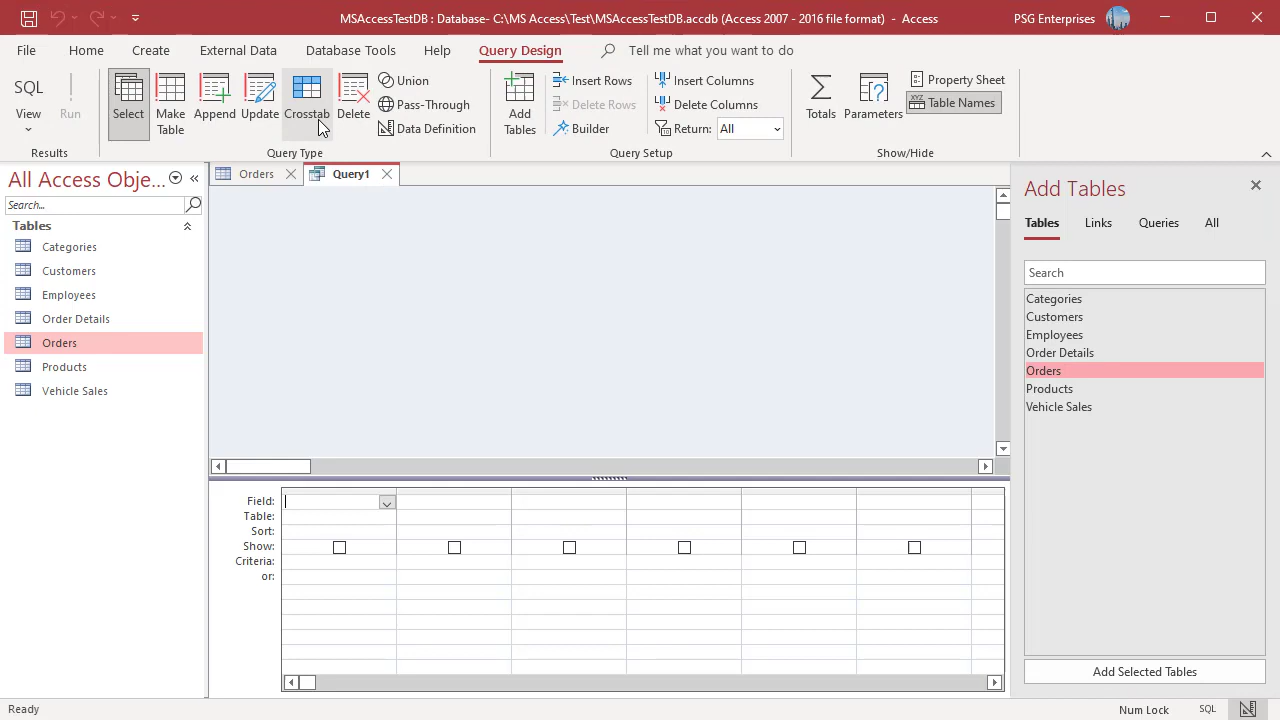 MSAccessTestDB : Database- C:\MS Access\Test\MSAccessTestDB.accdb (Access 2007 - 2016 file format) - Access
PSG Enterprises
File Home Create External Data Database Tools Help Query Design Tell me what you want to do
SQL
View
Run
Results
Select
Make
Table
Append
Update
Crosstab
Delete
Union
Pass-Through
Data Definition
Query Type
Add
Tables
Insert Rows
Delete Rows
Builder
Insert Columns
Delete Columns
Return: All
Query Setup
Totals
Parameters
XYZ
Property Sheet
Table Names
Show/Hide
All Access Obje...
Search...
Tables
Categories
Customers
Employees
Order Details
Orders
Products
Vehicle Sales
Orders
Query1
Field:
Table:
Sort:
Show:
Criteria:
or:
Add Tables
Tables Links Queries All
Search
Categories
Customers
Employees
Order Details
Orders
Products
Vehicle Sales
Add Selected Tables
Ready
Num Lock
SQL